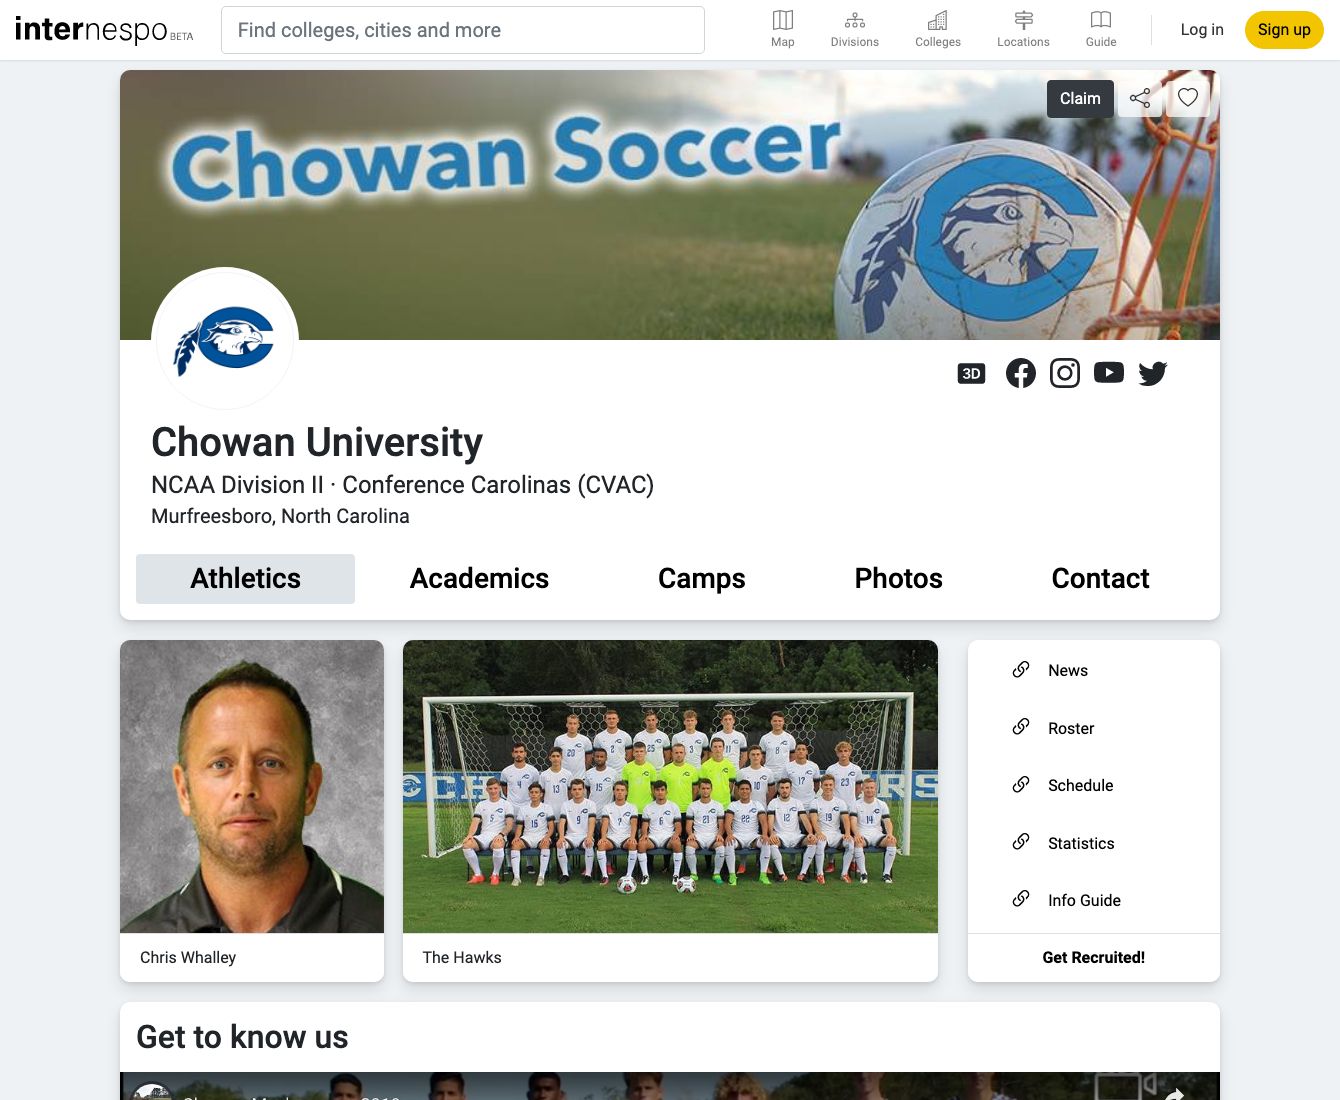 internespo BETA
Find colleges, cities and more
Map
Divisions
Colleges
Locations
Guide
Log in
Sign up
Claim
Chowan Soccer
3D
Chowan University
NCAA Division II · Conference Carolinas (CVAC)
Murfreesboro, North Carolina
Athletics
Academics
Camps
Photos
Contact
Chris Whalley
The Hawks
News
Roster
Schedule
Statistics
Info Guide
Get Recruited!
Get to know us